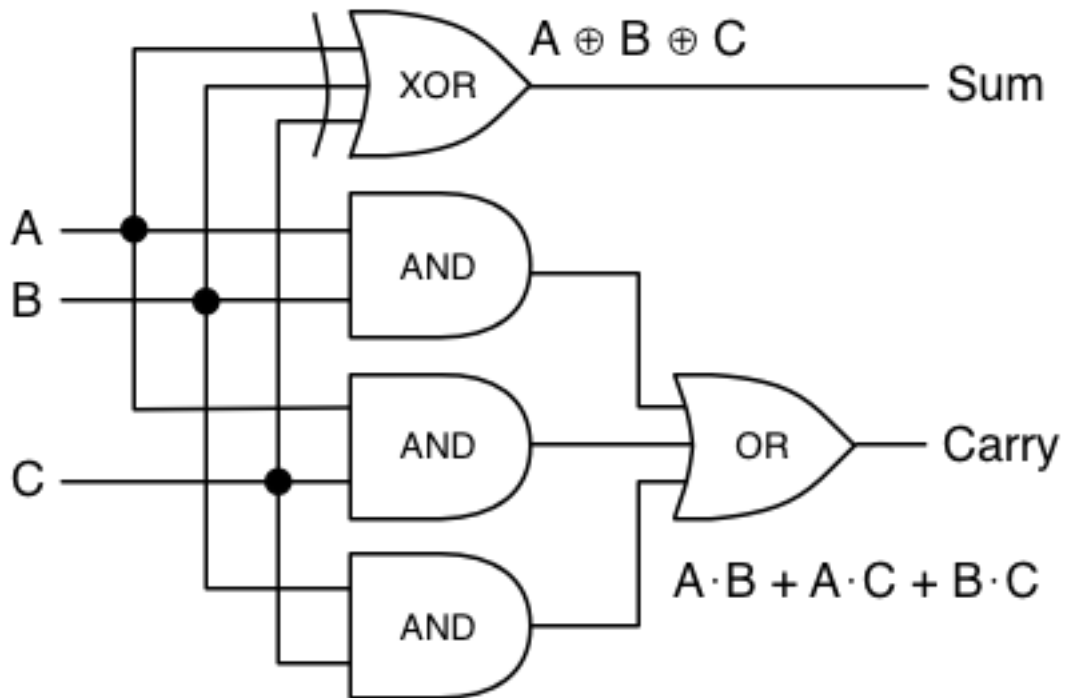 A ⊕ B ⊕ C
XOR
Sum
A
AND
B
AND
OR
Carry
C
A·B + A·C + B·C
AND